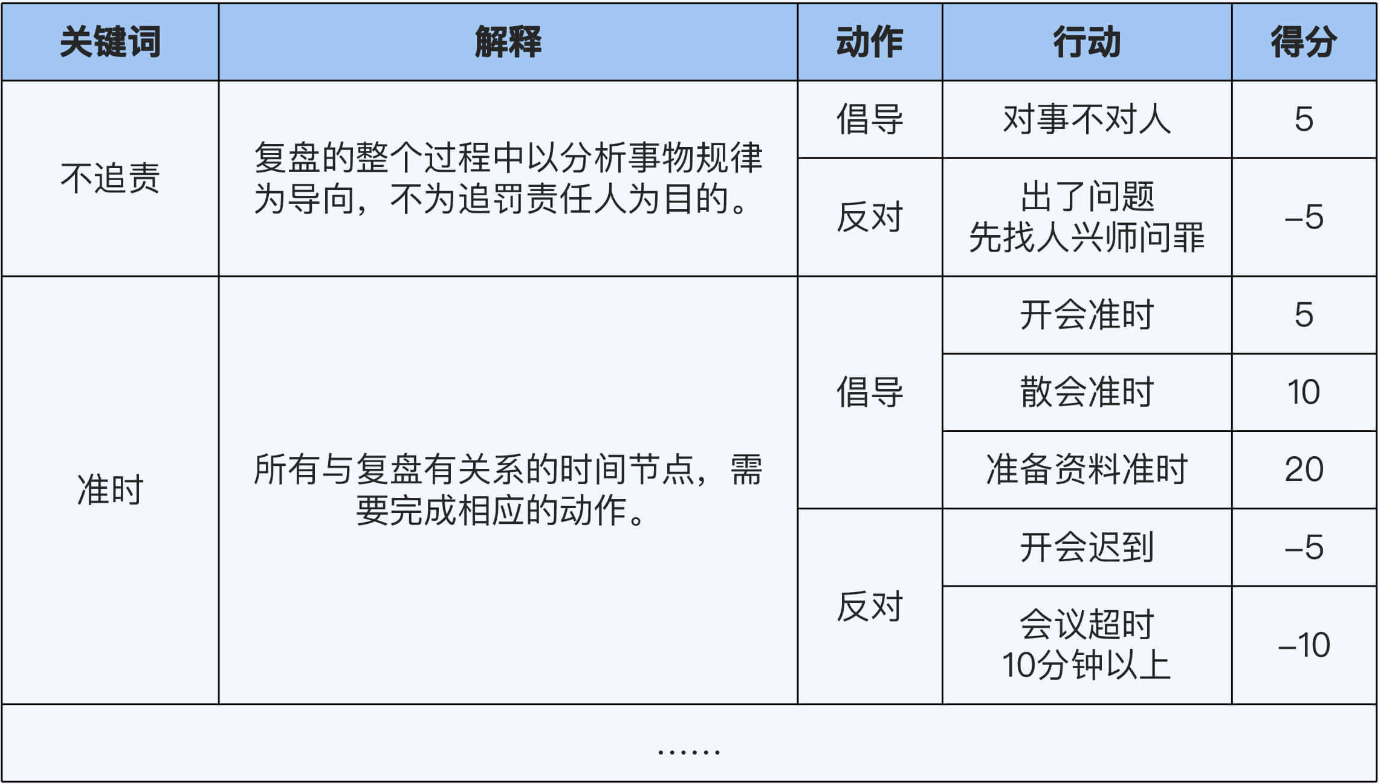 关键词 解释 动作 行动 得分
不追责
复盘的整个过程中以分析事物规律
为导向，不为追罚责任人为目的。
倡导 对事不对人 5
反对
出了问题
先找人兴师问罪
–5
准时
所有与复盘有关系的时间节点，需
要完成相应的动作。
倡导
开会准时 5
散会准时 10
准备资料准时 20
反对
开会迟到 –5
会议超时
10分钟以上
–10
……